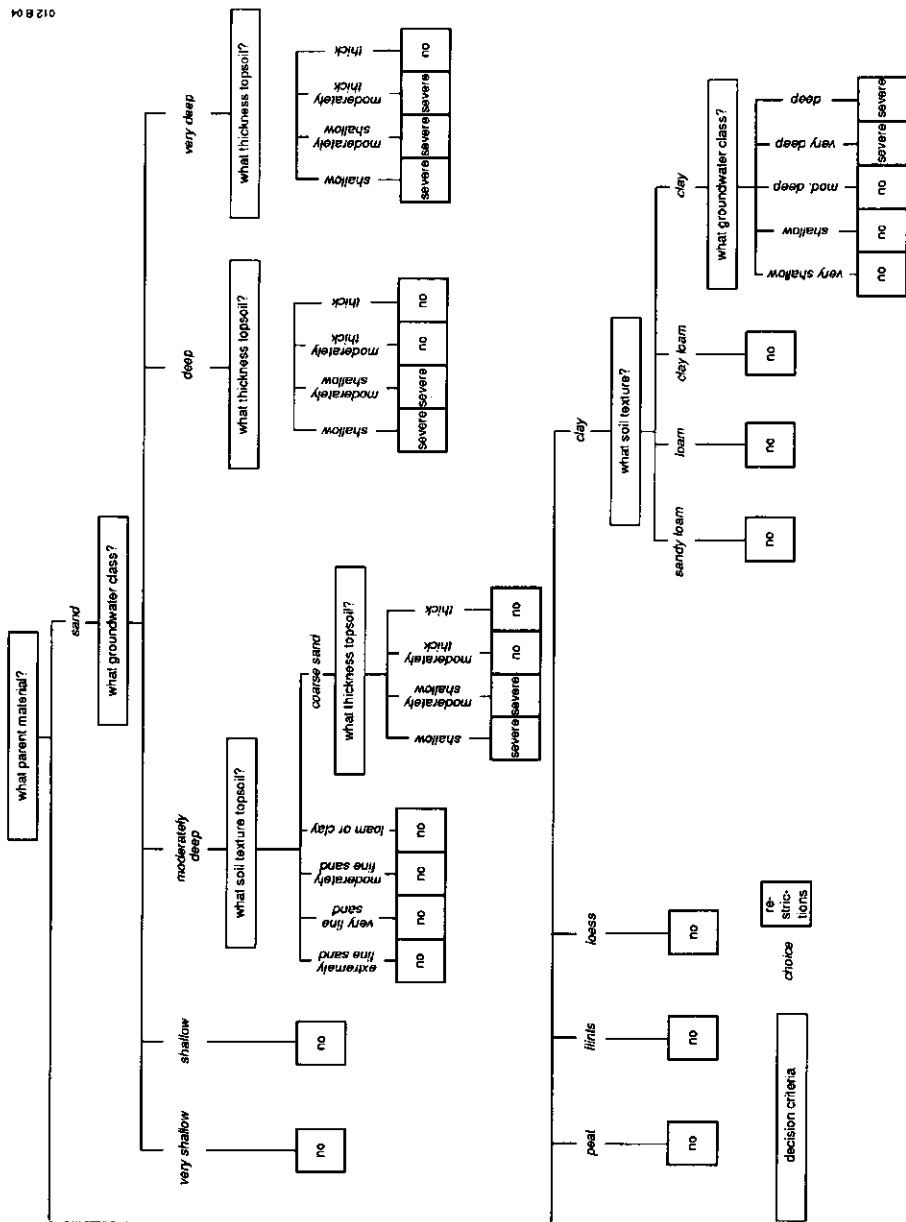 012 B 04
what parent material?
sand
what groundwater class?
very shallow
no
shallow
no
moderately
deep
what soil texture topsoil?
extremely
fine sand
no
very fine
sand
no
moderately
fine sand
no
loam or clay
no
coarse sand
what thickness topsoil?
shallow
severe
moderately
shallow
severe
moderately
thick
no
thick
no
deep
what thickness topsoil?
shallow
severe
moderately
shallow
severe
moderately
thick
no
thick
no
very deep
what thickness topsoil?
shallow
severe
moderately
shallow
severe
moderately
thick
severe
thick
no
peat
no
flints
no
loess
no
clay
what soil texture?
sandy loam
no
loam
no
clay loam
no
clay
what groundwater class?
very shallow
no
shallow
no
mod. deep
no
very deep
severe
deep
severe
decision criteria
choice
re-
stric-
tions